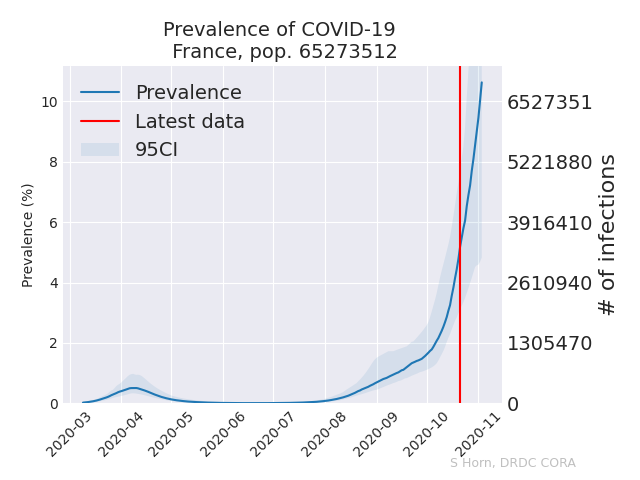 Prevalence of COVID-19
France, pop. 65273512
Prevalence
Latest data
95CI
Prevalence (%)
10
8
6
4
2
0
6527351
5221880
3916410
2610940
1305470
0
# of infections
2020-03
2020-04
2020-05
2020-06
2020-07
2020-08
2020-09
2020-10
2020-11
S Horn, DRDC CORA